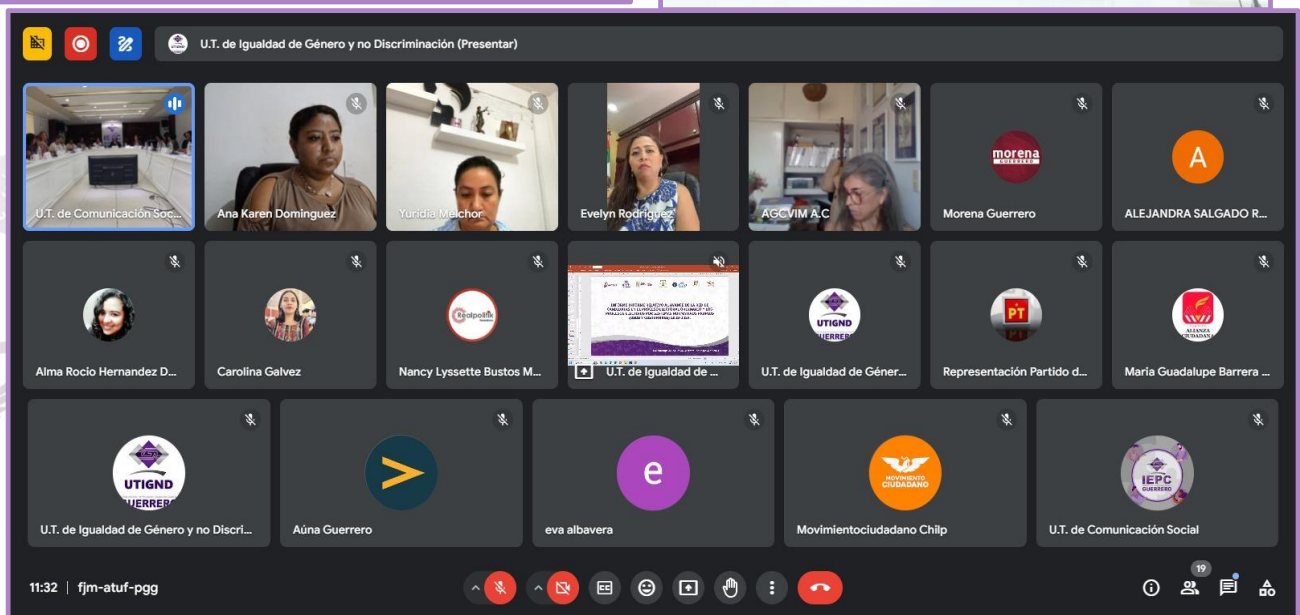 U.T. de Igualdad de Género y no Discriminación (Presentar)
U.T. de Comunicación Soc...
Ana Karen Dominguez
Yuridia Melchor
Evelyn Rodriguez
AGCVIM A.C
morena
GUERRERO
Morena Guerrero
A
ALEJANDRA SALGADO R...
Alma Rocio Hernandez D...
Carolina Galvez
Realpolitik
Nancy Lyssette Bustos M...
U.T. de Igualdad de ...
UTIGND
GUERRERO
U.T. de Igualdad de Géner...
PT
Representación Partido d...
ALIANZA
CIUDADANA
Maria Guadalupe Barrera ...
UTIGND
GUERRERO
U.T. de Igualdad de Género y no Discri...
Aúna Guerrero
e
eva albavera
MOVIMIENTO
CIUDADANO
Movimientociudadano Chilp
IEPC
GUERRERO
U.T. de Comunicación Social
11:32 | fjm-atuf-pgg
CC
19